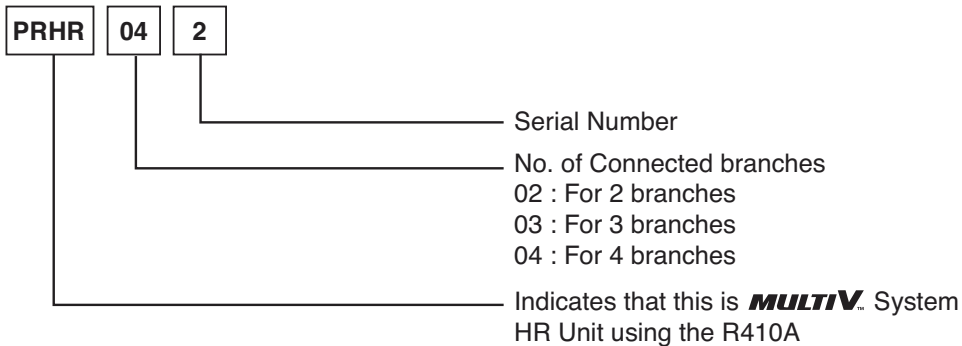 PRHR 04 2
Serial Number
No. of Connected branches
02 : For 2 branches
03 : For 3 branches
04 : For 4 branches
Indicates that this is MULTI V™ System
HR Unit using the R410A